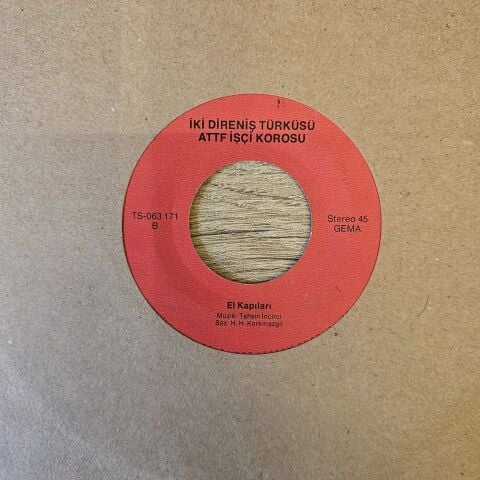 İKİ DİRENİŞ TÜRKÜSÜ
ATTF İŞÇİ KOROSU
TS-063 171
B
Stereo 45
GEMA
El Kapıları
Müzik: Tahsin İncirci
Söz: H. H. Korkmazgil